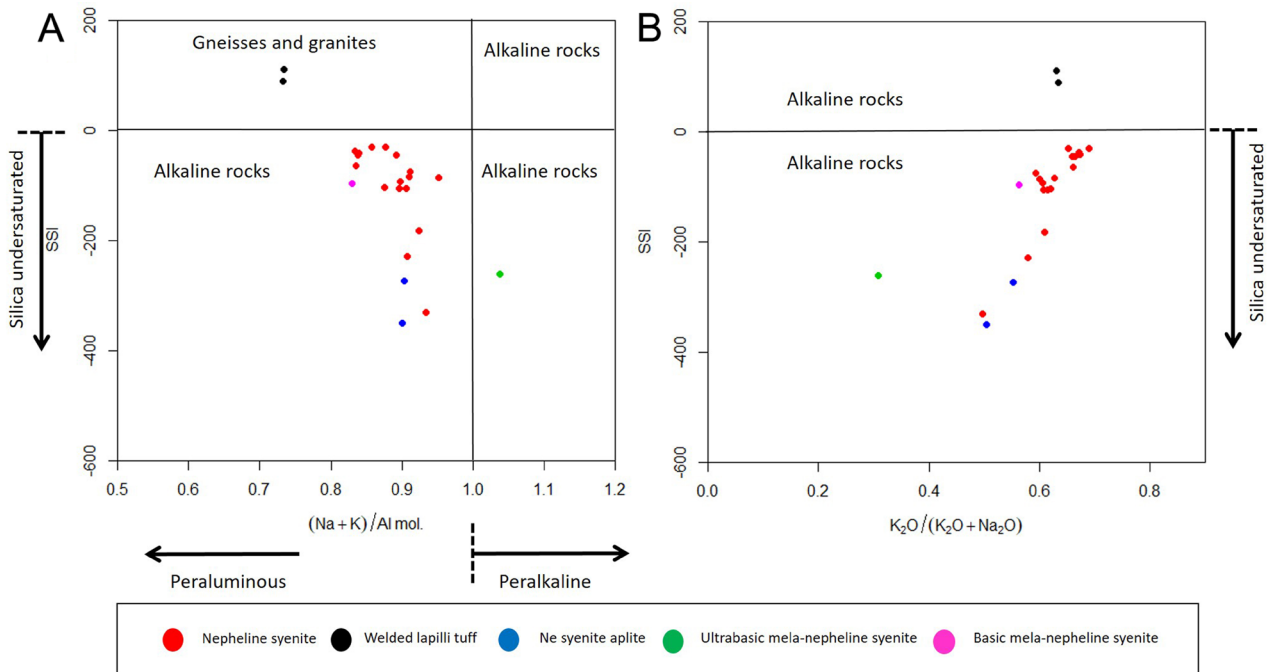 A
200
0
-200
-400
-600
SSI
Silica undersaturated
Gneisses and granites
Alkaline rocks
Alkaline rocks
Alkaline rocks
0.5 0.6 0.7 0.8 0.9 1.0 1.1 1.2
(Na + K)/Al mol.
Peraluminous
Peralkaline
B
200
0
-200
-400
-600
SSI
Alkaline rocks
Alkaline rocks
Silica undersaturated
0.0 0.2 0.4 0.6 0.8
K₂O/(K₂O + Na₂O)
Nepheline syenite Welded lapilli tuff Ne syenite aplite Ultrabasic mela-nepheline syenite Basic mela-nepheline syenite